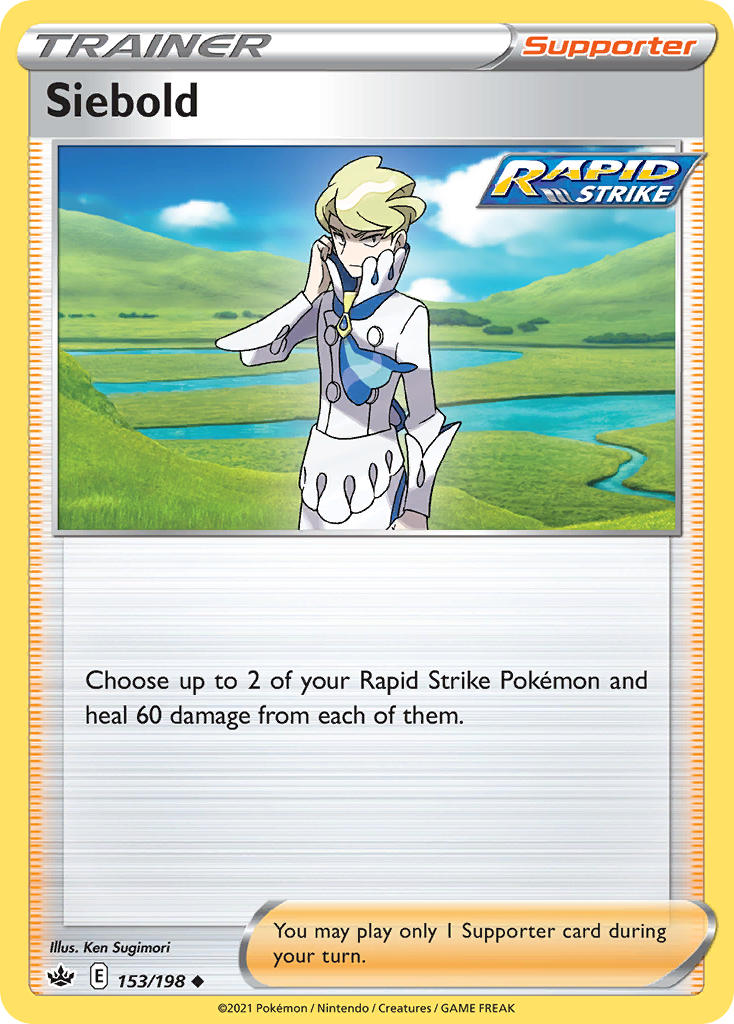 TRAINER
Supporter
Siebold
RAPID
STRIKE
Choose up to 2 of your Rapid Strike Pokémon and
heal 60 damage from each of them.
Illus. Ken Sugimori
You may play only 1 Supporter card during
your turn.
E
153/198 ◆
©2021 Pokémon / Nintendo / Creatures / GAME FREAK